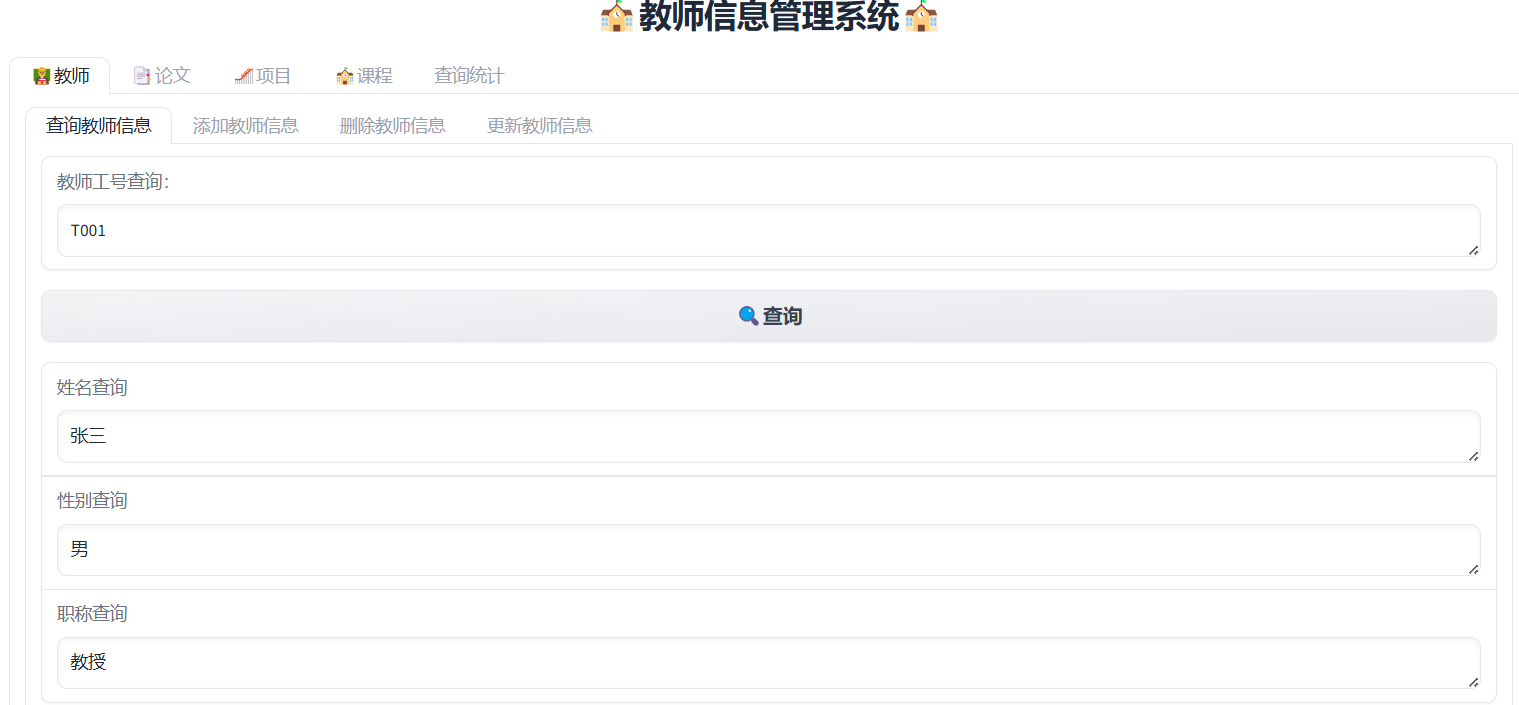 教师信息管理系统
教师 论文 项目 课程 查询统计
查询教师信息 添加教师信息 删除教师信息 更新教师信息
教师工号查询:
T001
查询
姓名查询
张三
性别查询
男
职称查询
教授